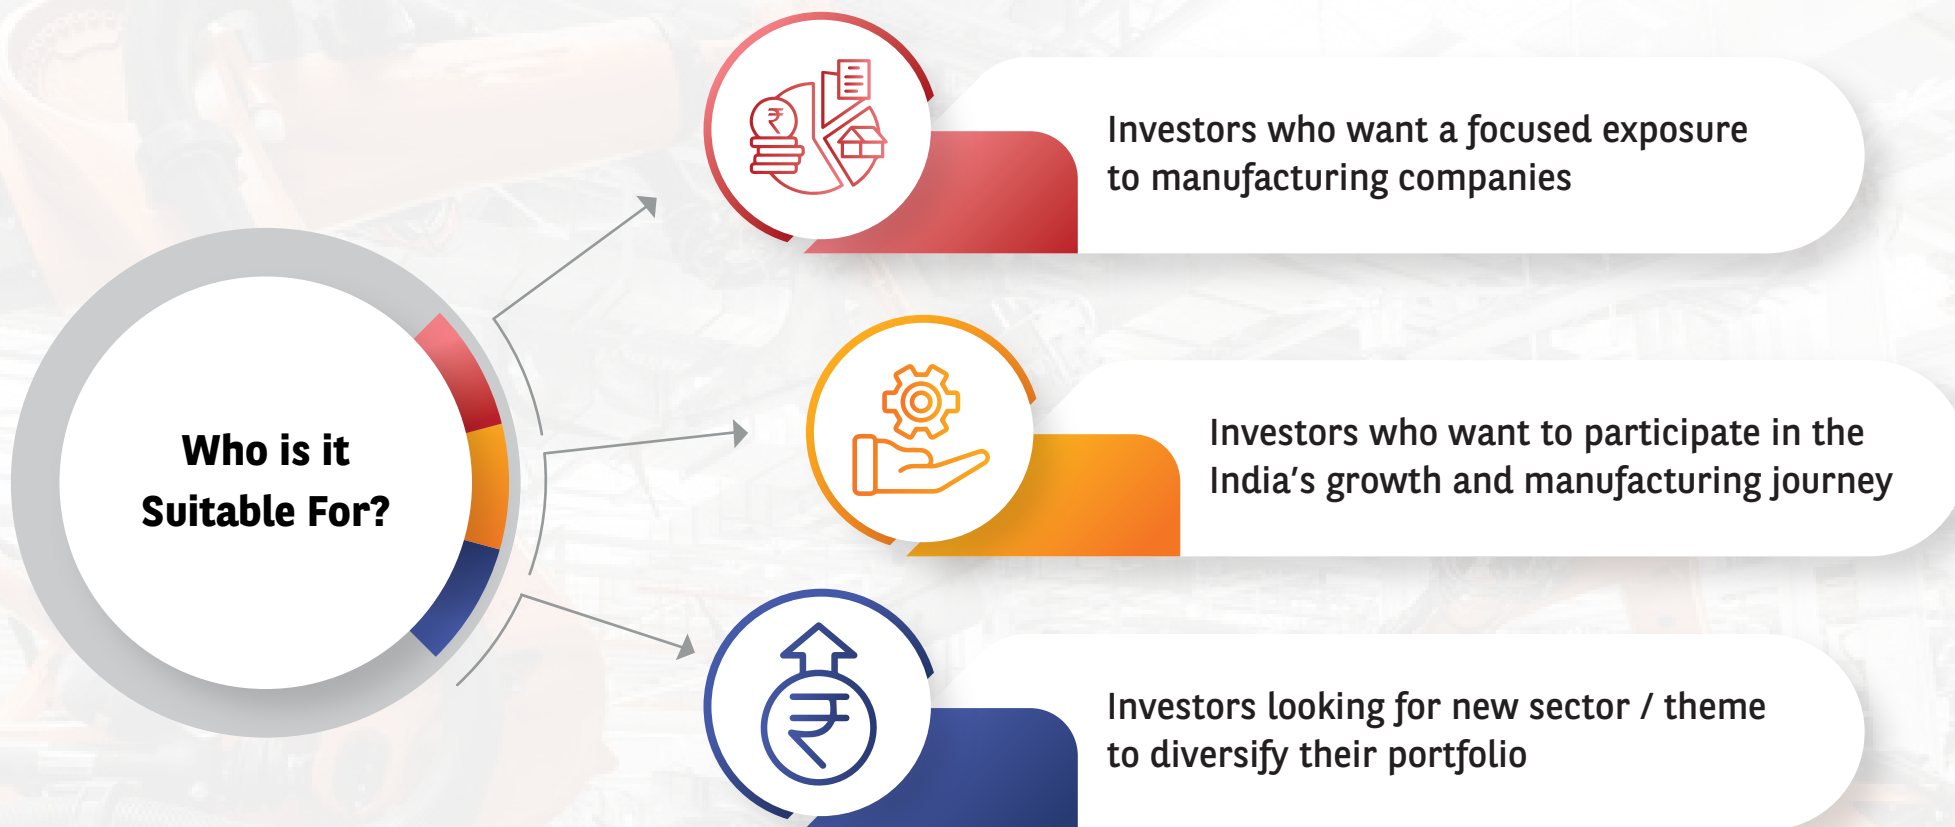 Who is it
Suitable For?
Investors who want a focused exposure
to manufacturing companies
Investors who want to participate in the
India's growth and manufacturing journey
Investors looking for new sector / theme
to diversify their portfolio